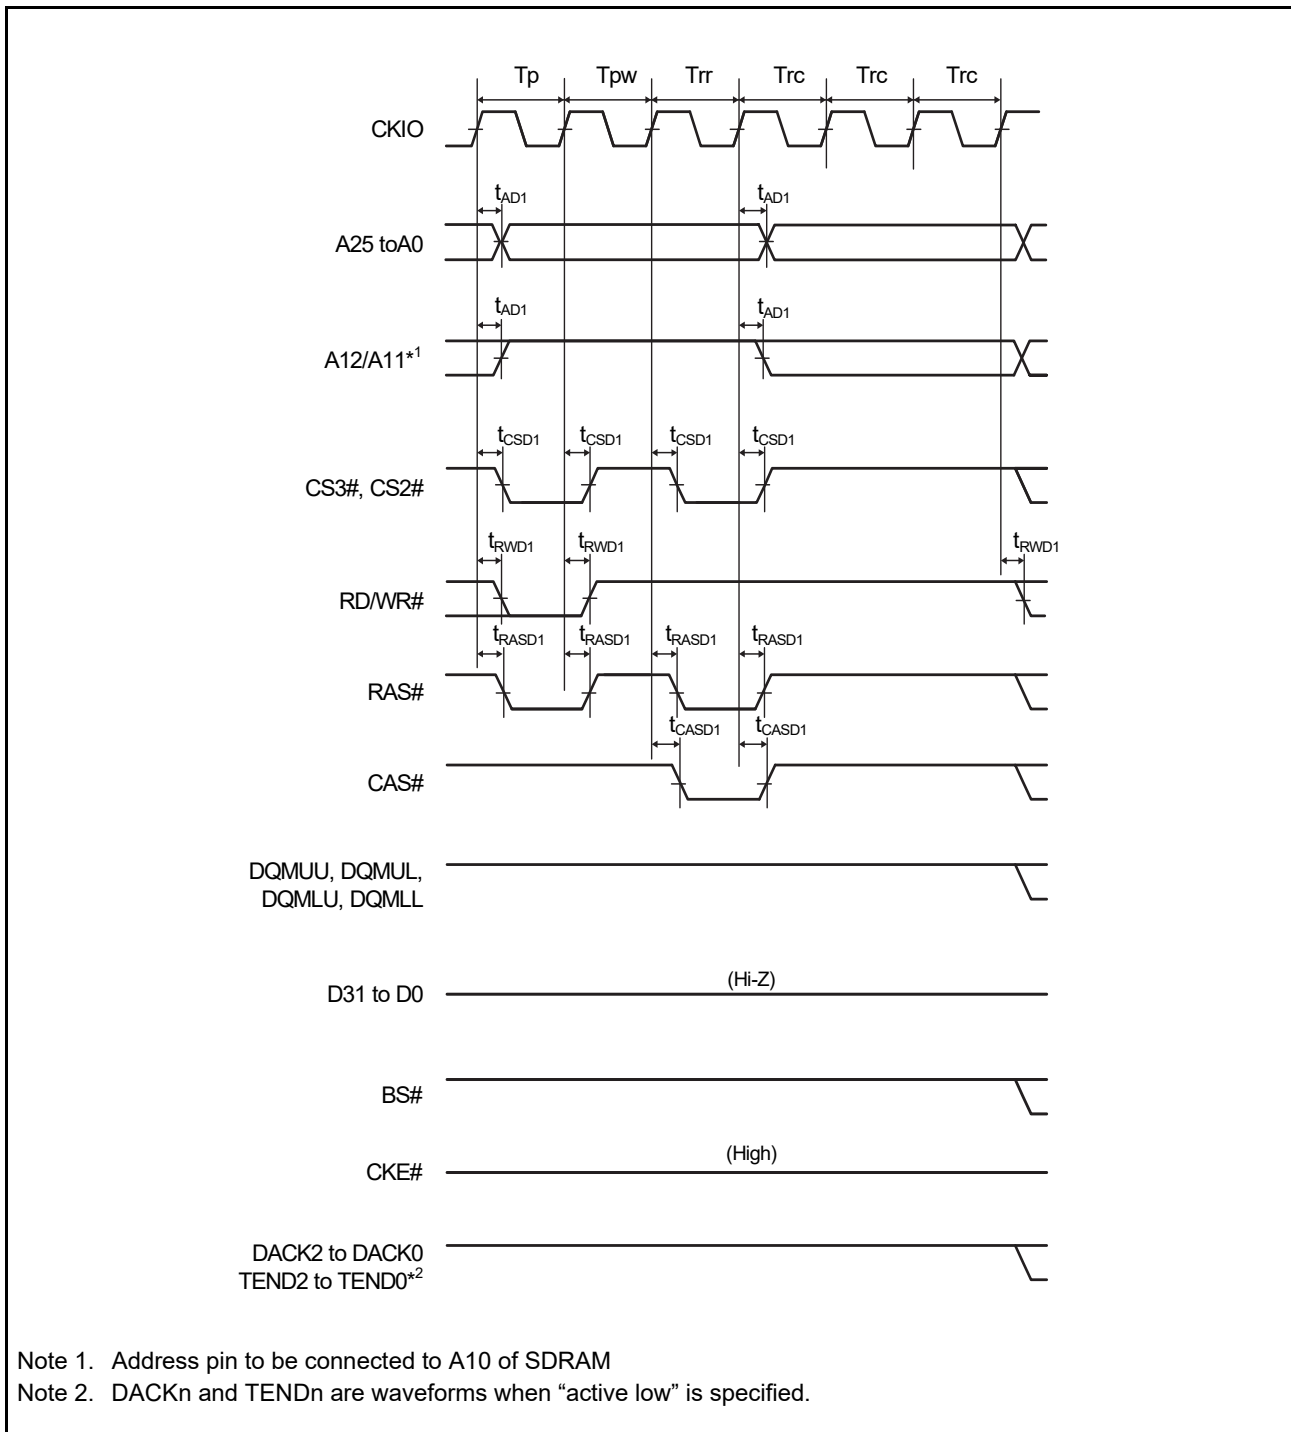 Tp Tpw Trr Trc Trc Trc
CKIO
tAD1 tAD1
A25 toA0
tAD1 tAD1
A12/A11*1
tCSD1 tCSD1 tCSD1 tCSD1
CS3#, CS2#
tRWD1 tRWD1 tRWD1
RD/WR#
tRASD1 tRASD1 tRASD1 tRASD1
RAS#
tCASD1 tCASD1
CAS#
DQMUU, DQMUL,
DQMLU, DQMLL
(Hi-Z)
D31 to D0
BS#
(High)
CKE#
DACK2 to DACK0
TEND2 to TEND0*2
Note 1. Address pin to be connected to A10 of SDRAM
Note 2. DACKn and TENDn are waveforms when “active low” is specified.